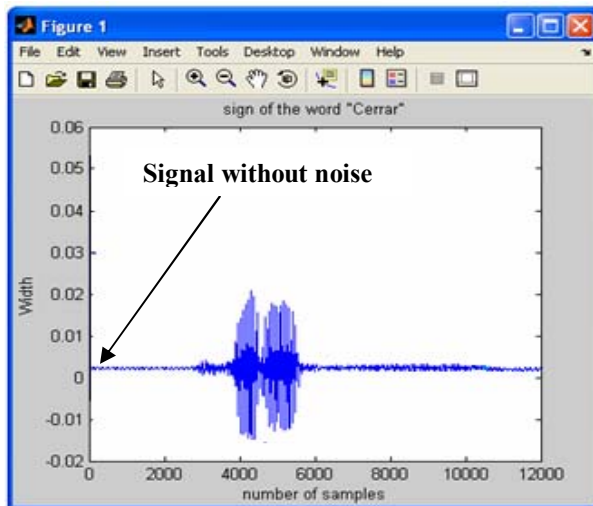 Figure 1
File Edit View Insert Tools Desktop Window Help
sign of the word "Cerrar"
0.06
0.05
0.04
0.03
0.02
0.01
0
-0.01
-0.02
Signal without noise
Width
0 2000 4000 6000 8000 10000 12000
number of samples